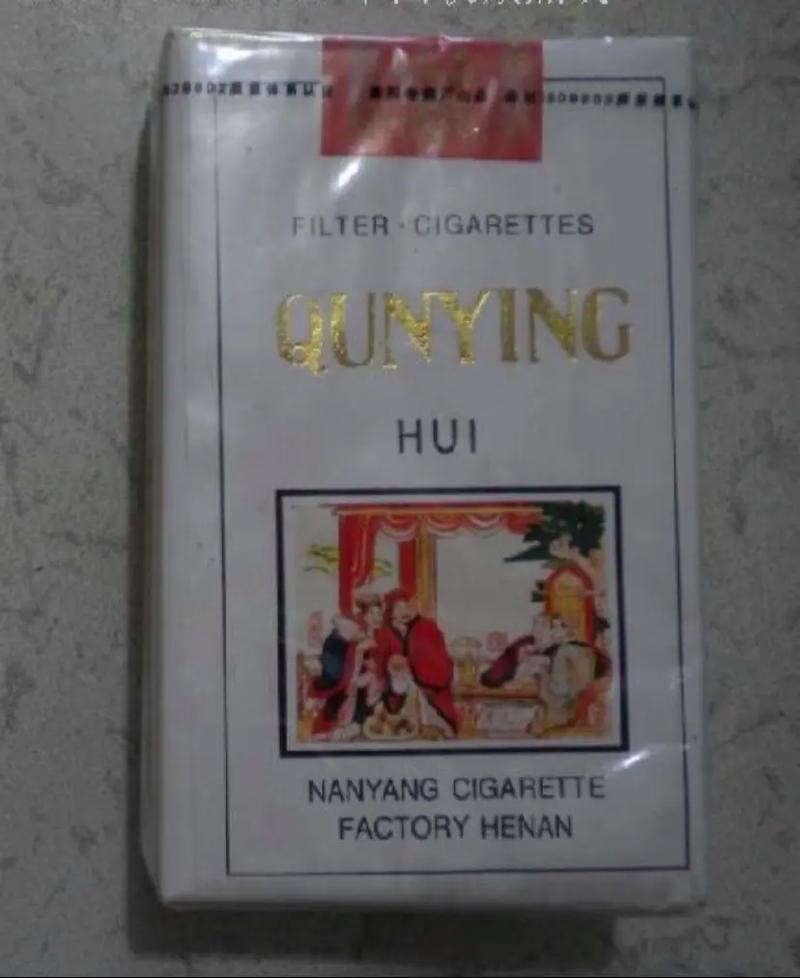 FILTER · CIGARETTES
QUNYING
HUI
NANYANG CIGARETTE
FACTORY HENAN